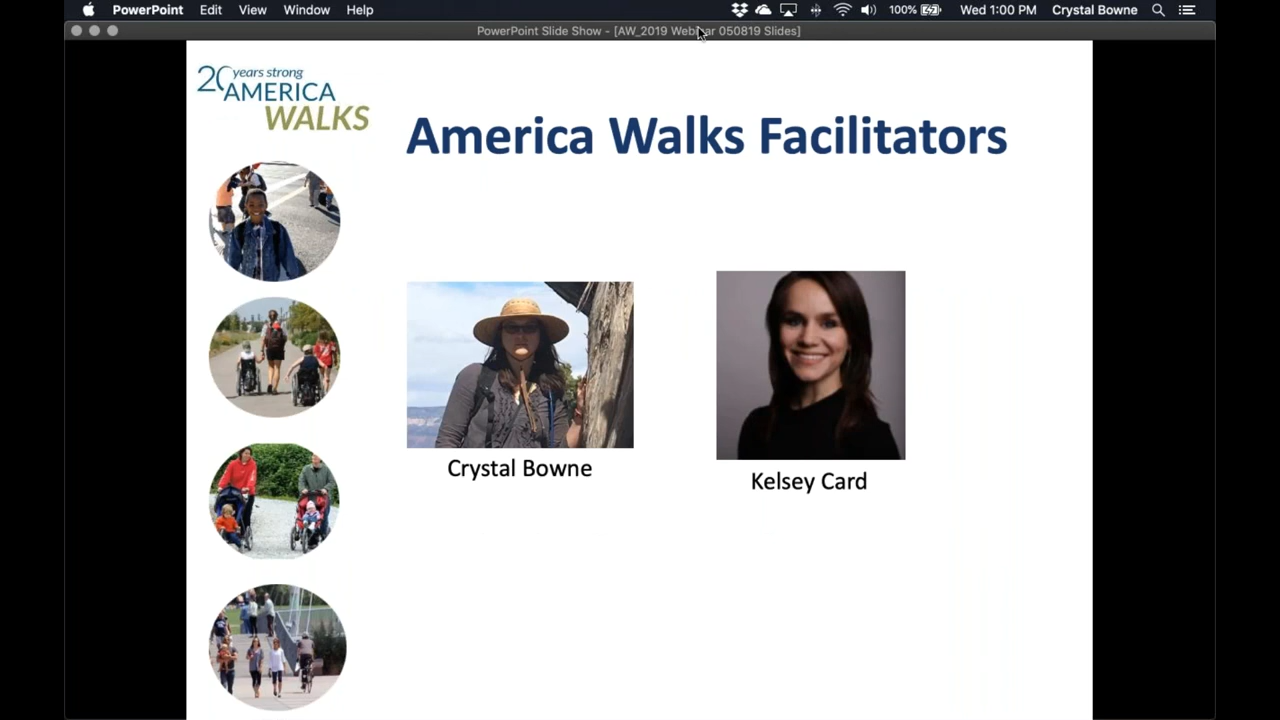 PowerPoint Edit View Window Help 100% Wed 1:00 PM Crystal Bowne
PowerPoint Slide Show - [AW_2019 Webinar 050819 Slides]
20 years strong
AMERICA
WALKS
America Walks Facilitators
Crystal Bowne
Kelsey Card